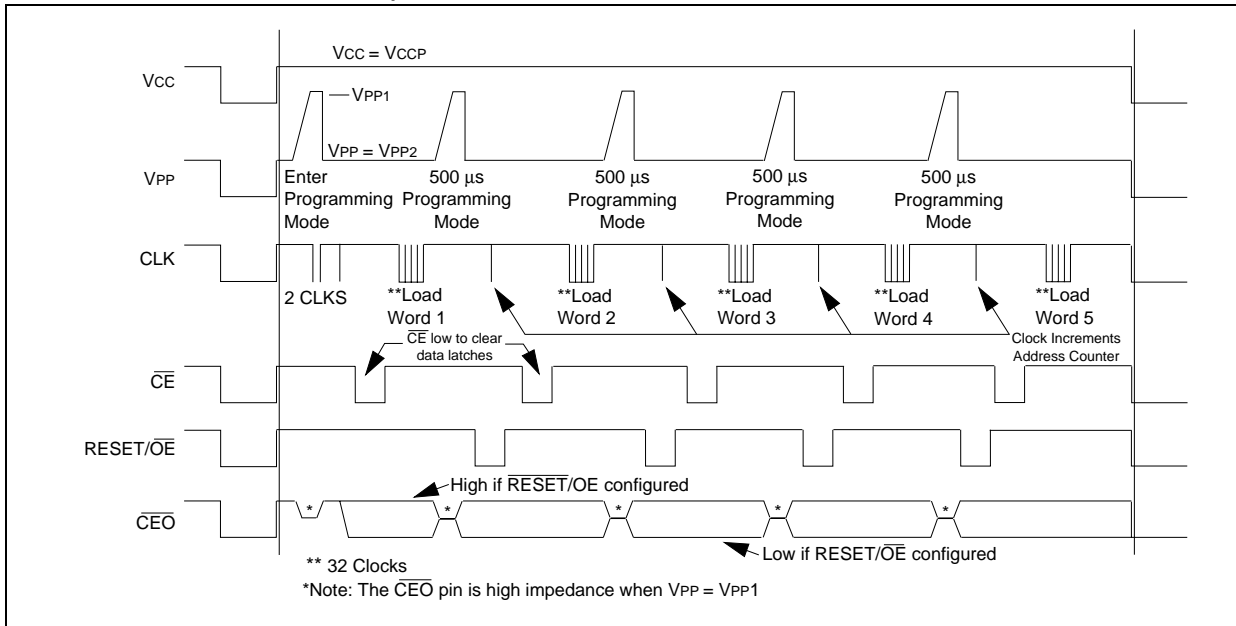 VCC = VCCP
VCC
VPP1
VPP = VPP2
VPP
Enter
Programming
Mode
500 µs
Programming
Mode
500 µs
Programming
Mode
500 µs
Programming
Mode
500 µs
Programming
Mode
CLK
2 CLKS
**Load
Word 1
**Load
Word 2
**Load
Word 3
**Load
Word 4
**Load
Word 5
CE low to clear
data latches
Clock Increments
Address Counter
CE
RESET/OE
High if RESET/OE configured
CEO
*
*
*
*
*
Low if RESET/OE configured
** 32 Clocks
*Note: The CEO pin is high impedance when VPP = VPP1